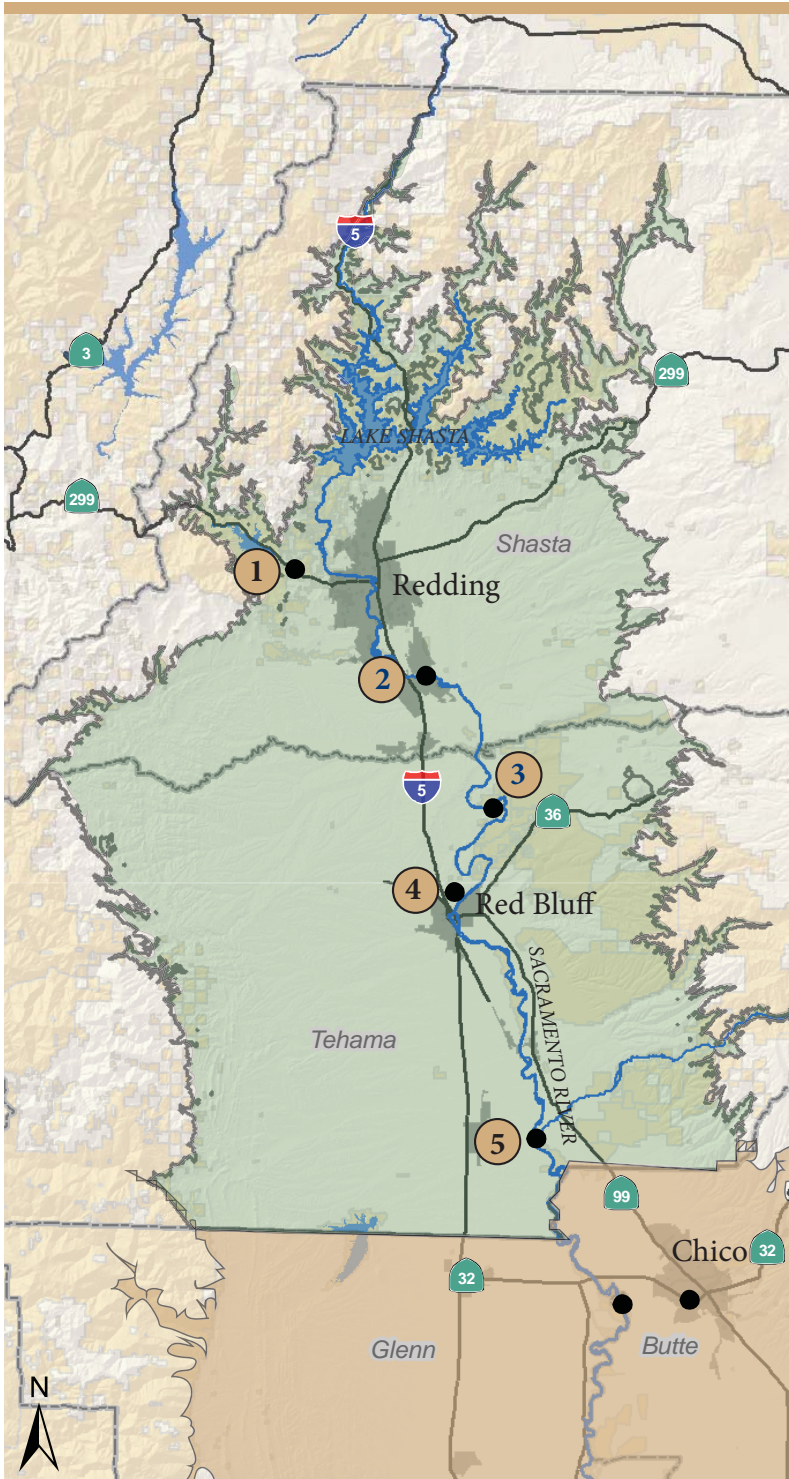 5
3
299
LAKE SHASTA
299
Shasta
1
Redding
2
3
5
36
4
Red Bluff
SACRAMENTO RIVER
Tehama
5
99
Chico
32
32
Glenn
Butte
N